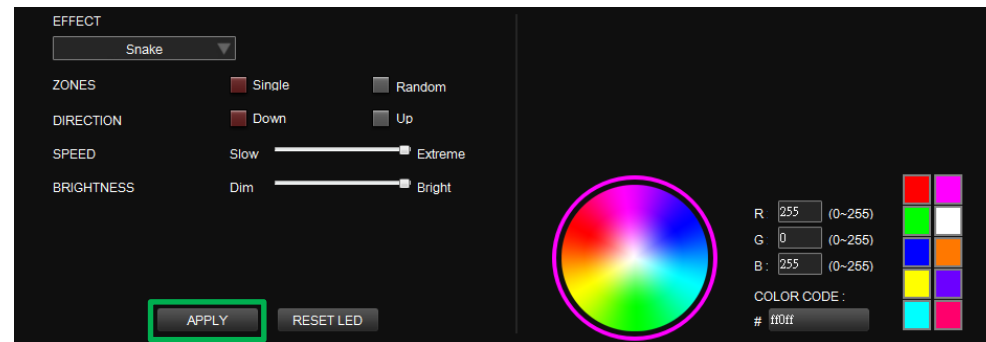 EFFECT
Snake
ZONES Single Random
DIRECTION Down Up
SPEED Slow Extreme
BRIGHTNESS Dim Bright
APPLY RESET LED
R 255 (0~255)
G 0 (0~255)
B : 255 (0~255)
COLOR CODE :
# ff0ff